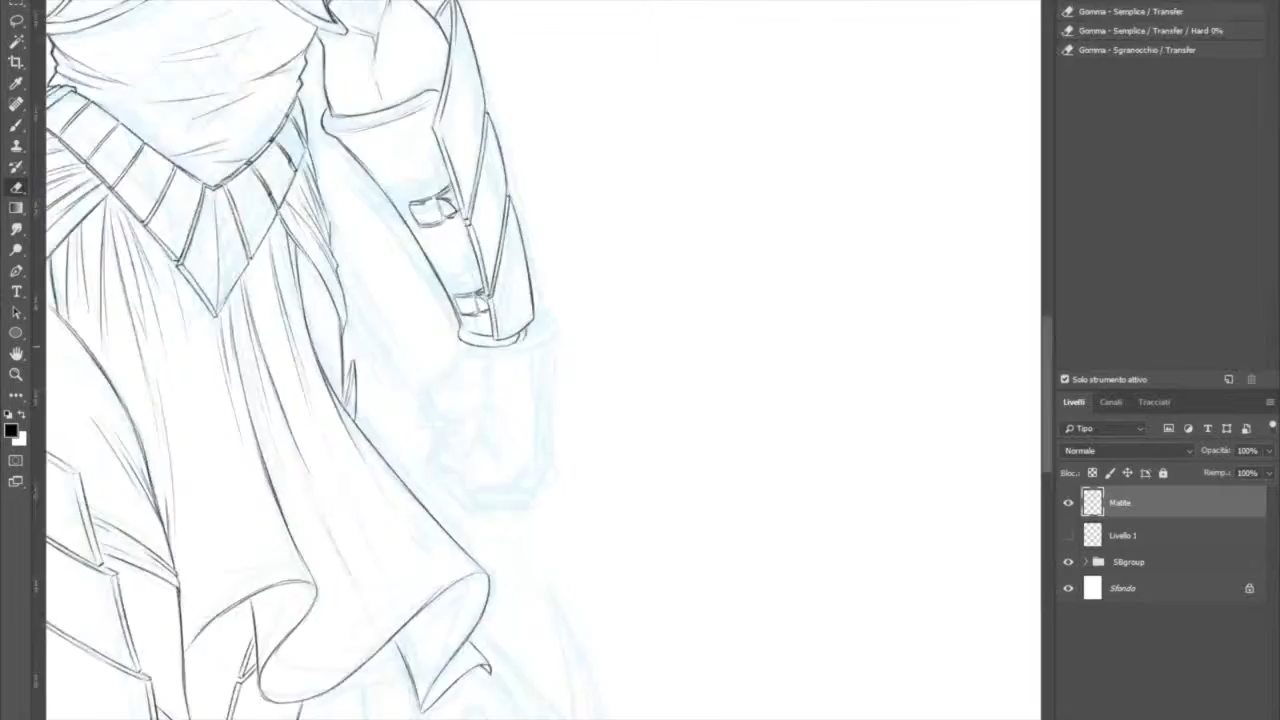 Gomma - Semplice / Transfer
Gomma - Semplice / Transfer / Hard 0%
Gomma - Sgranocchio / Transfer
Solo strumento attivo
Livelli Canali Tracciati
Tipo
Normale Opacità: 100%
Bloc.: Riemp.: 100%
Matite
Livello 1
SBgroup
Sfondo